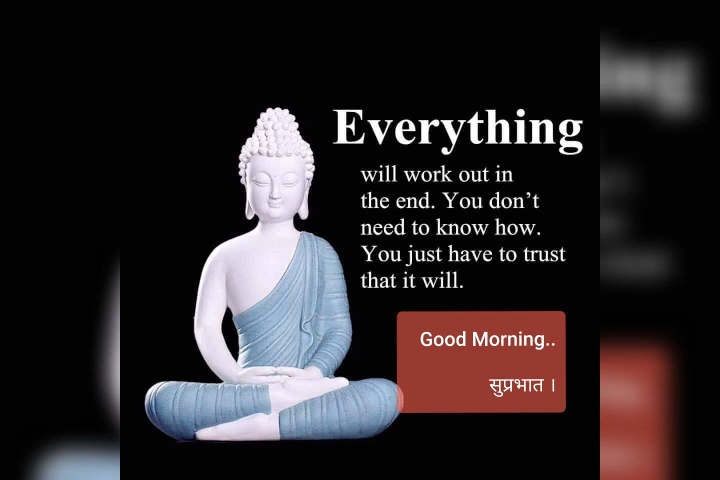 Everything
will work out in
the end. You don’t
need to know how.
You just have to trust
that it will.
Good Morning..
सुप्रभात ।